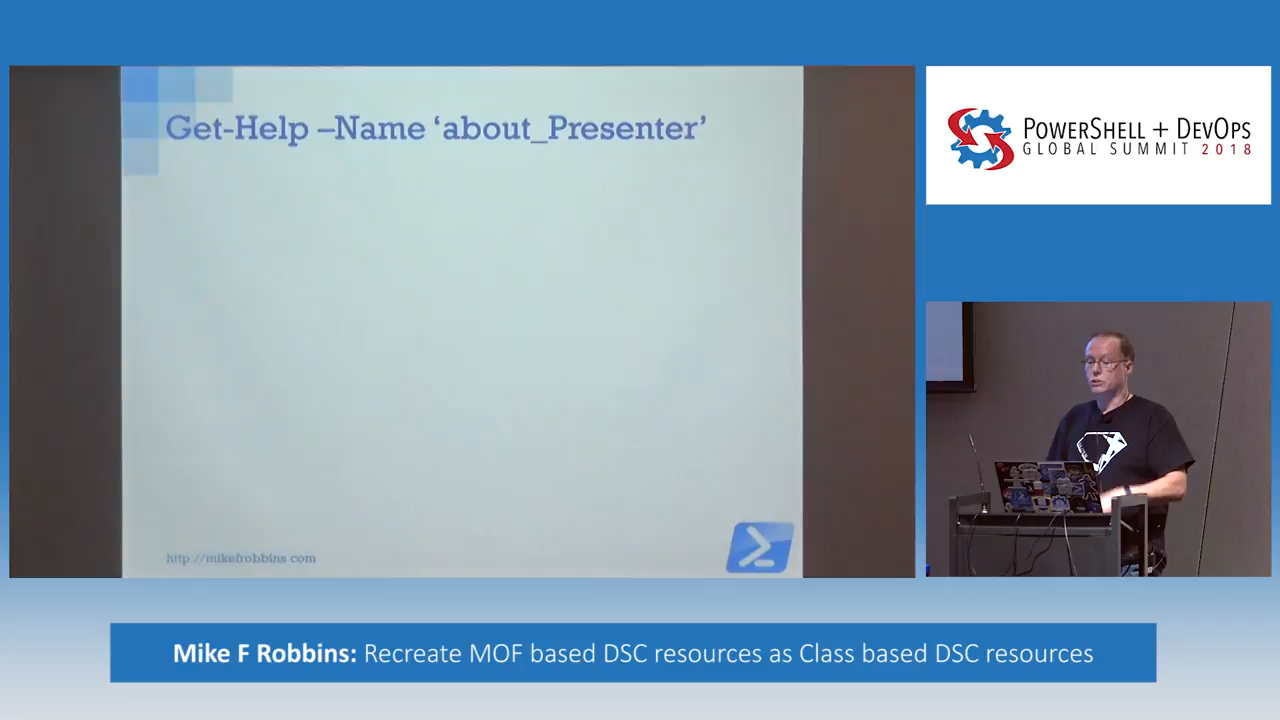 Get-Help –Name ‘about_Presenter’
http://mikefrobbins.com
POWERSHELL + DEVOPS
GLOBAL SUMMIT 2018
Mike F Robbins: Recreate MOF based DSC resources as Class based DSC resources